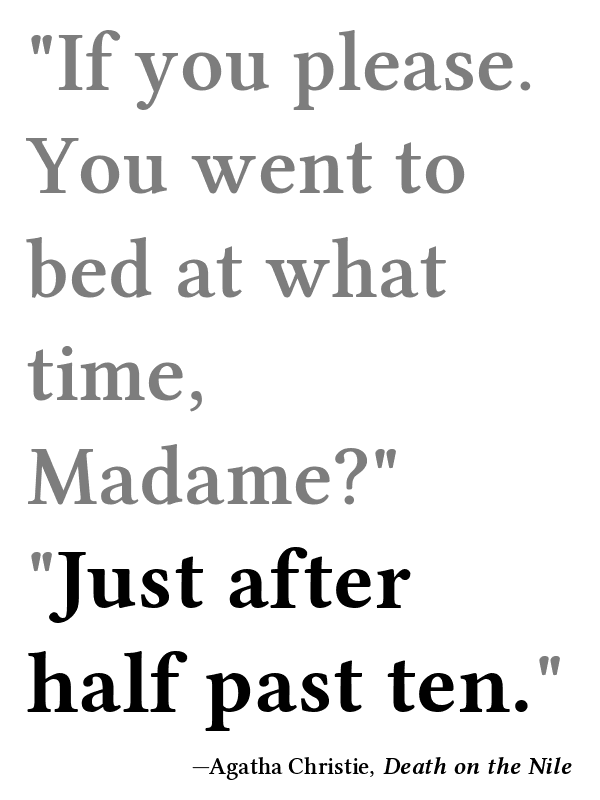 "If you please.
You went to
bed at what
time,
Madame?"
"Just after
half past ten."
—Agatha Christie, Death on the Nile